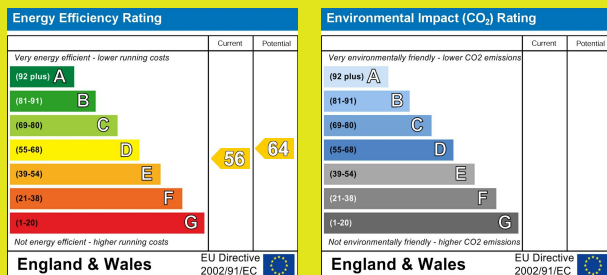 Energy Efficiency Rating
Current Potential
Very energy efficient - lower running costs
(92 plus) A
(81-91) B
(69-80) C
(55-68) D
(39-54) E
(21-38) F
(1-20) G
56
64
Not energy efficient - higher running costs
England & Wales
EU Directive
2002/91/EC
Environmental Impact (CO2) Rating
Current Potential
Very environmentally friendly - lower CO2 emissions
(92 plus) A
(81-91) B
(69-80) C
(55-68) D
(39-54) E
(21-38) F
(1-20) G
Not environmentally friendly - higher CO2 emissions
England & Wales
EU Directive
2002/91/EC